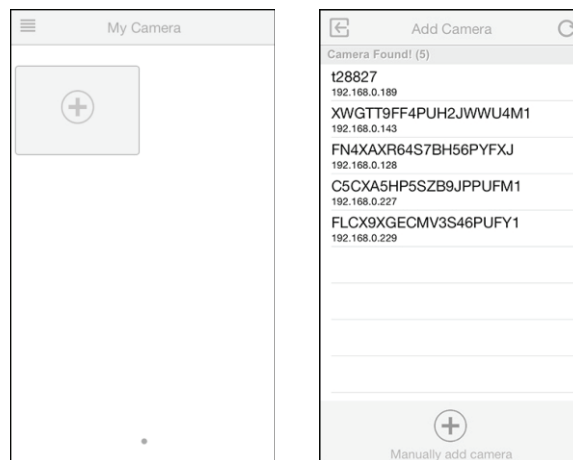 My Camera
Add Camera
Camera Found! (5)
t28827
192.168.0.189
XWGTT9FF4PUH2JWWU4M1
192.168.0.143
FN4XAXR64S7BH56PYFXJ
192.168.0.128
C5CXA5HP5SZB9JPPUFM1
192.168.0.227
FLCX9XGECMV3S46PUFY1
192.168.0.229
Manually add camera